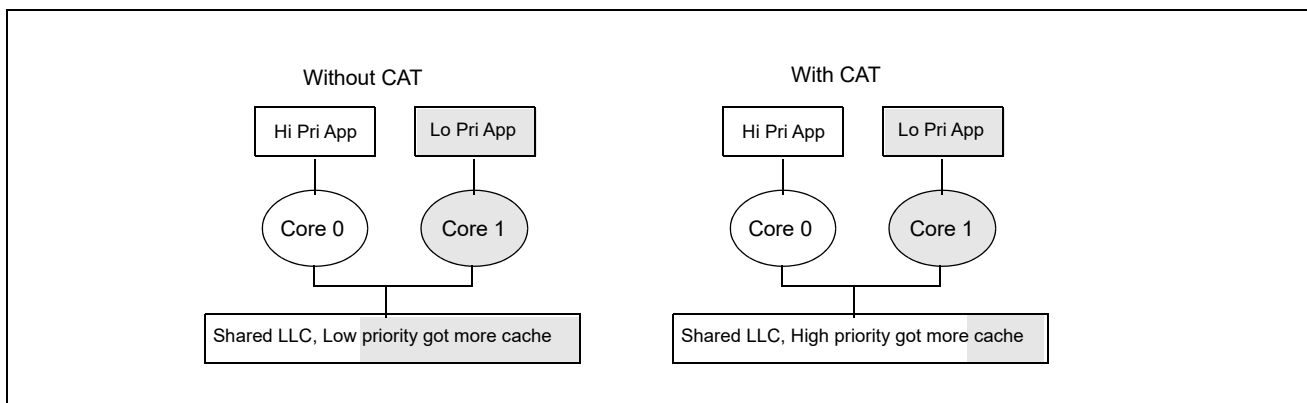 Without CAT
Hi Pri App
Lo Pri App
Core 0
Core 1
Shared LLC, Low priority got more cache
With CAT
Hi Pri App
Lo Pri App
Core 0
Core 1
Shared LLC, High priority got more cache